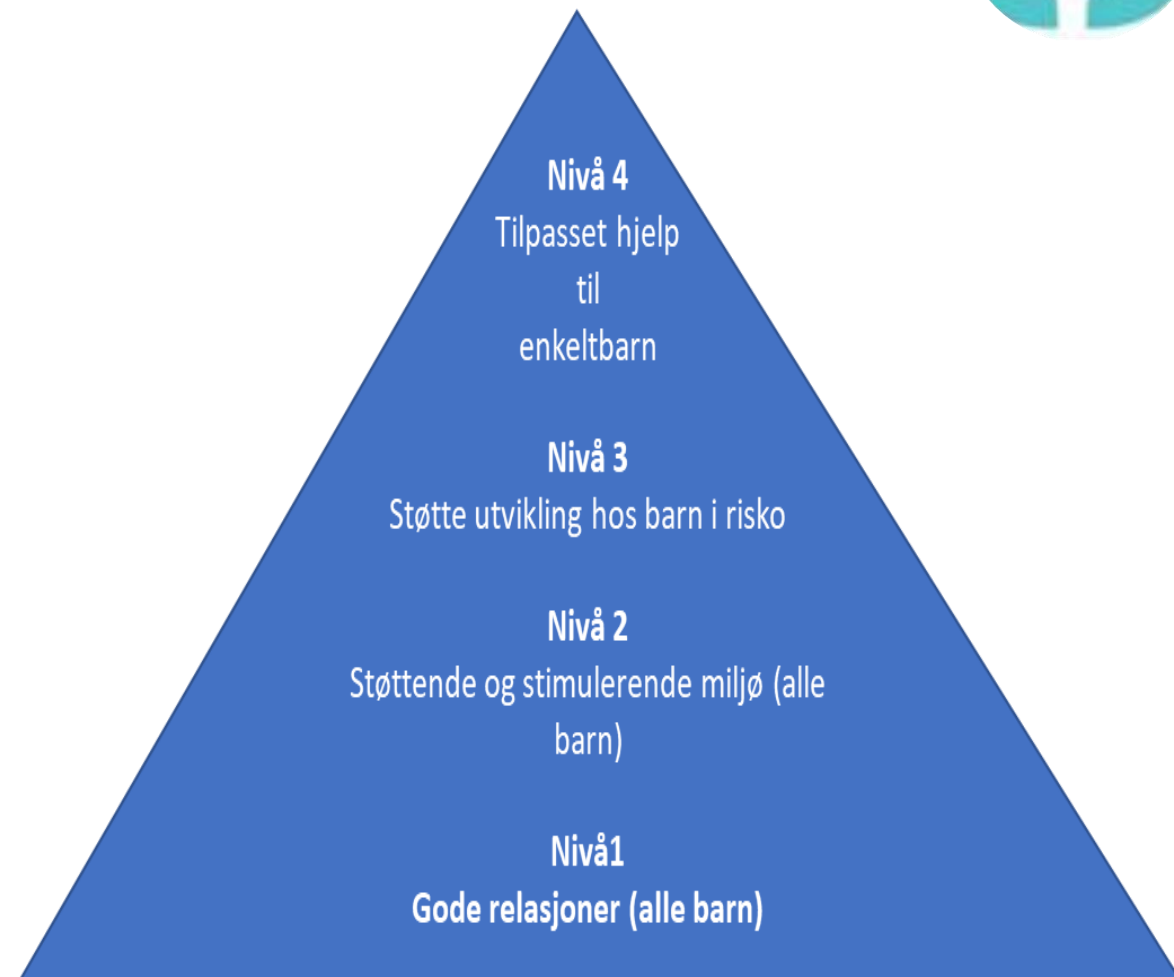 Nivå 4
Tilpasset hjelp
til
enkeltbarn
Nivå 3
Støtte utvikling hos barn i risko
Nivå 2
Støttende og stimulerende miljø (alle
barn)
Nivå1
Gode relasjoner (alle barn)